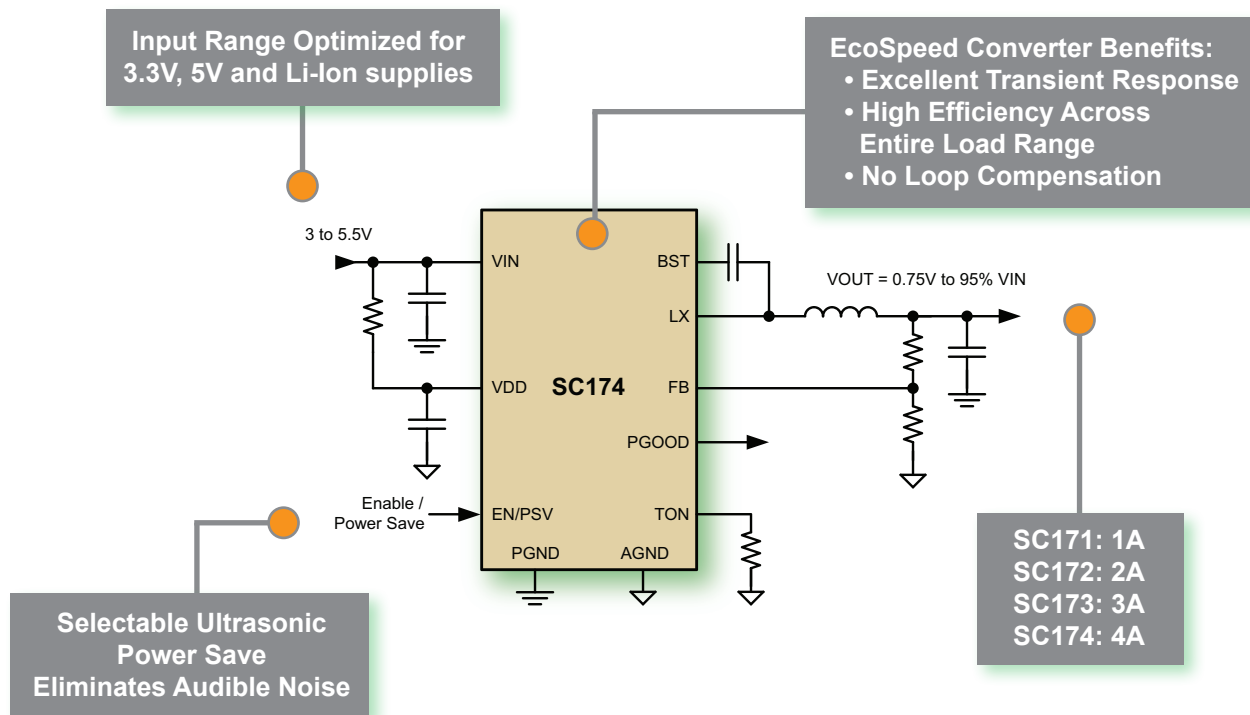 Input Range Optimized for
3.3V, 5V and Li-Ion supplies
EcoSpeed Converter Benefits:
• Excellent Transient Response
• High Efficiency Across
Entire Load Range
• No Loop Compensation
3 to 5.5V
VIN
BST
VOUT = 0.75V to 95% VIN
LX
VDD
SC174
FB
PGOOD
Enable /
Power Save
EN/PSV
TON
PGND
AGND
SC171: 1A
SC172: 2A
SC173: 3A
SC174: 4A
Selectable Ultrasonic
Power Save
Eliminates Audible Noise